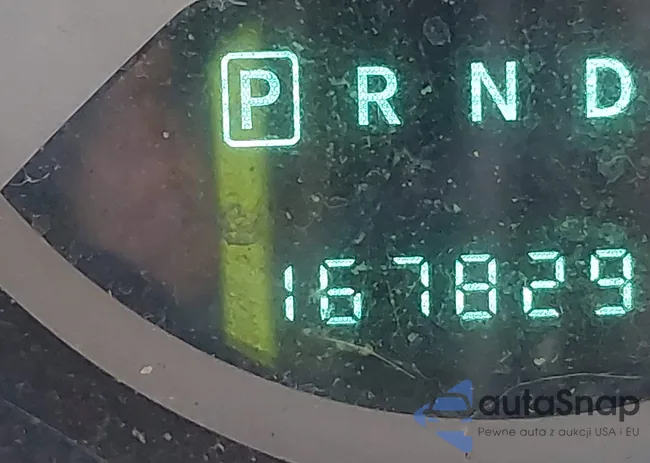 P R N D
167829
autaSnap
Pewne auta z aukcji USA i EU